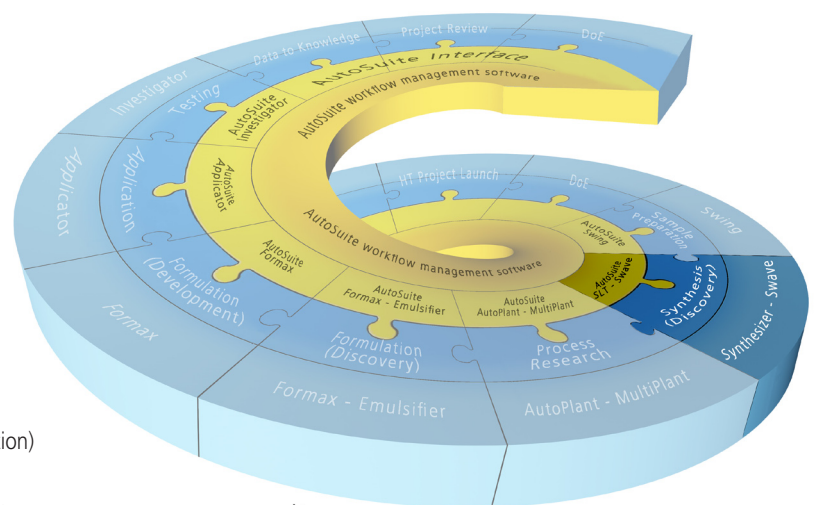 Data to Knowledge
Project Review
DoE
Investigator
Testing
AutoSuite Interface
AutoSuite
Investigator
AutoSuite workflow management software
Applicator
Application
AutoSuite
Applicator
HT Project Launch
DoE
Sample
Preparation
Swing
AutoSuite
Swing
AutoSuite workflow management software
AutoSuite
SLT - Swave
Synthesis
(Discovery)
Synthesizer - Swave
Formax
Formulation
(Development)
AutoSuite
Formax
AutoSuite
Formax - Emulsifier
AutoSuite
AutoPlant - MultiPlant
Formulation
(Discovery)
Process
Research
Formax - Emulsifier
AutoPlant - MultiPlant
ion)